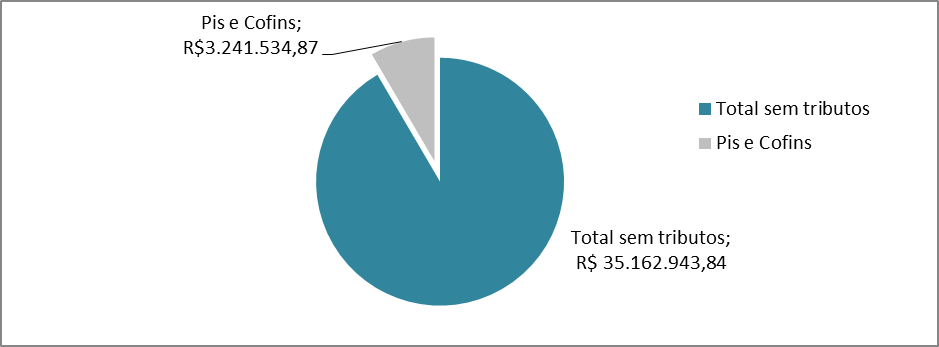 Pis e Cofins;
R$3.241.534,87
Total sem tributos
Pis e Cofins
Total sem tributos;
R$ 35.162.943,84